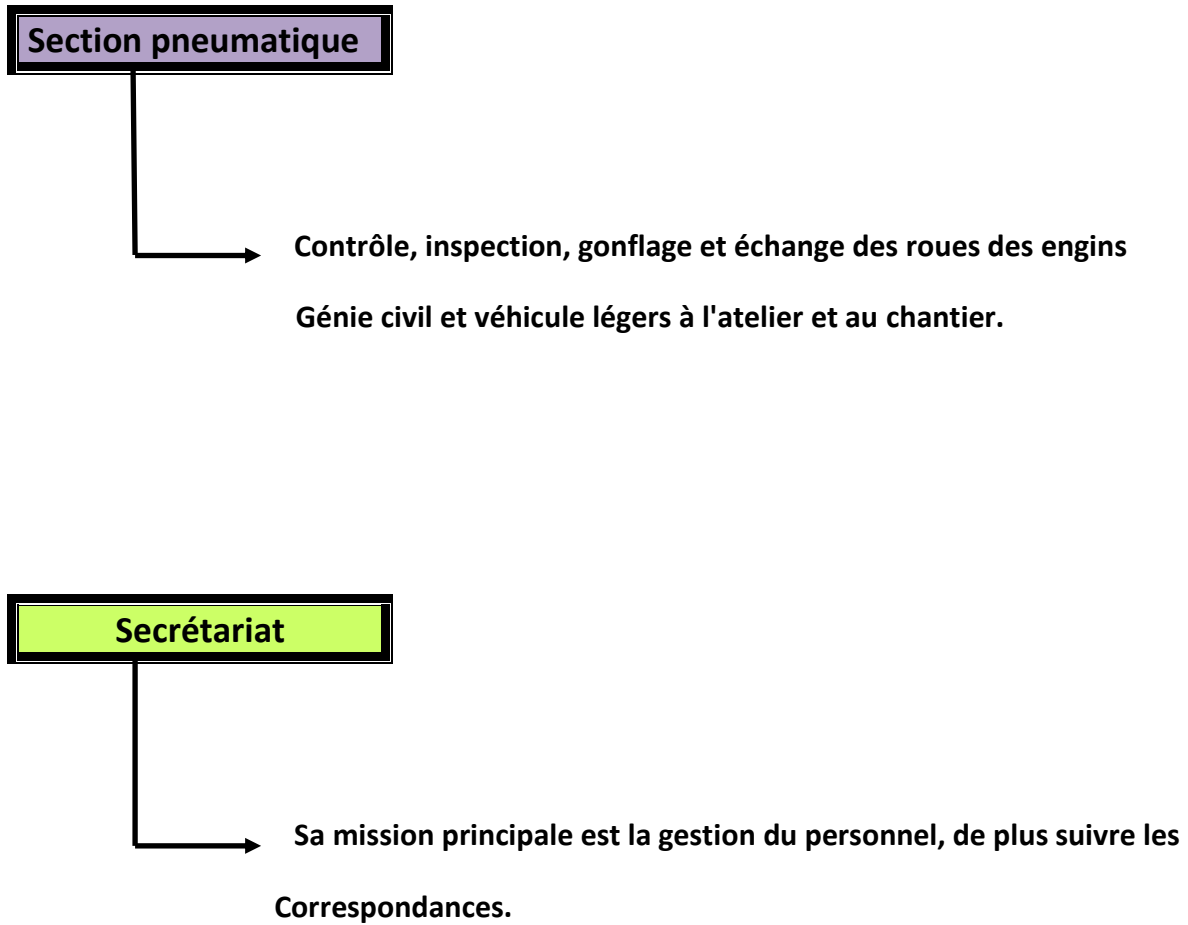 Section pneumatique
Contrôle, inspection, gonflage et échange des roues des engins
Génie civil et véhicule légers à l'atelier et au chantier.
Secrétariat
Sa mission principale est la gestion du personnel, de plus suivre les
Correspondances.